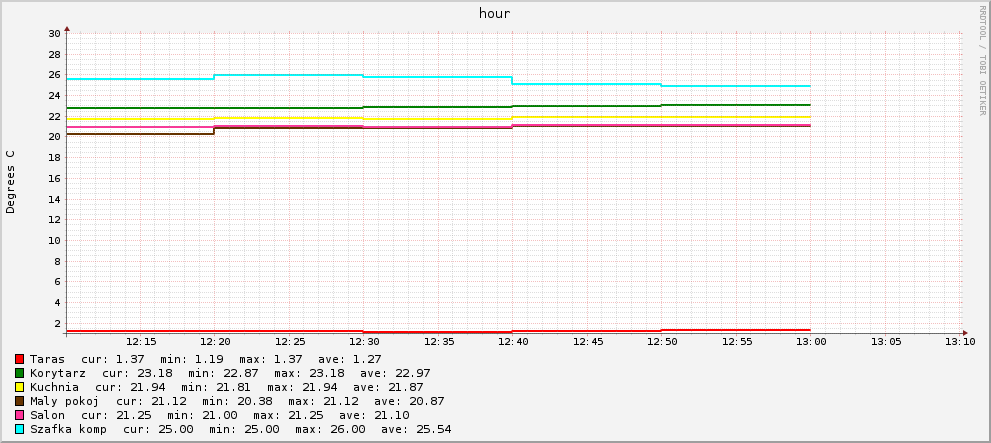 hour
RRDTOOL / TOBI OETIKER
Degrees C
30
28
26
24
22
20
18
16
14
12
10
8
6
4
2
12:15 12:20 12:25 12:30 12:35 12:40 12:45 12:50 12:55 13:00 13:05 13:10
Taras cur: 1.37 min: 1.19 max: 1.37 ave: 1.27
Korytarz cur: 23.18 min: 22.87 max: 23.18 ave: 22.97
Kuchnia cur: 21.94 min: 21.81 max: 21.94 ave: 21.87
Maly pokoj cur: 21.12 min: 20.38 max: 21.12 ave: 20.87
Salon cur: 21.25 min: 21.00 max: 21.25 ave: 21.10
Szafka komp cur: 25.00 min: 25.00 max: 26.00 ave: 25.54